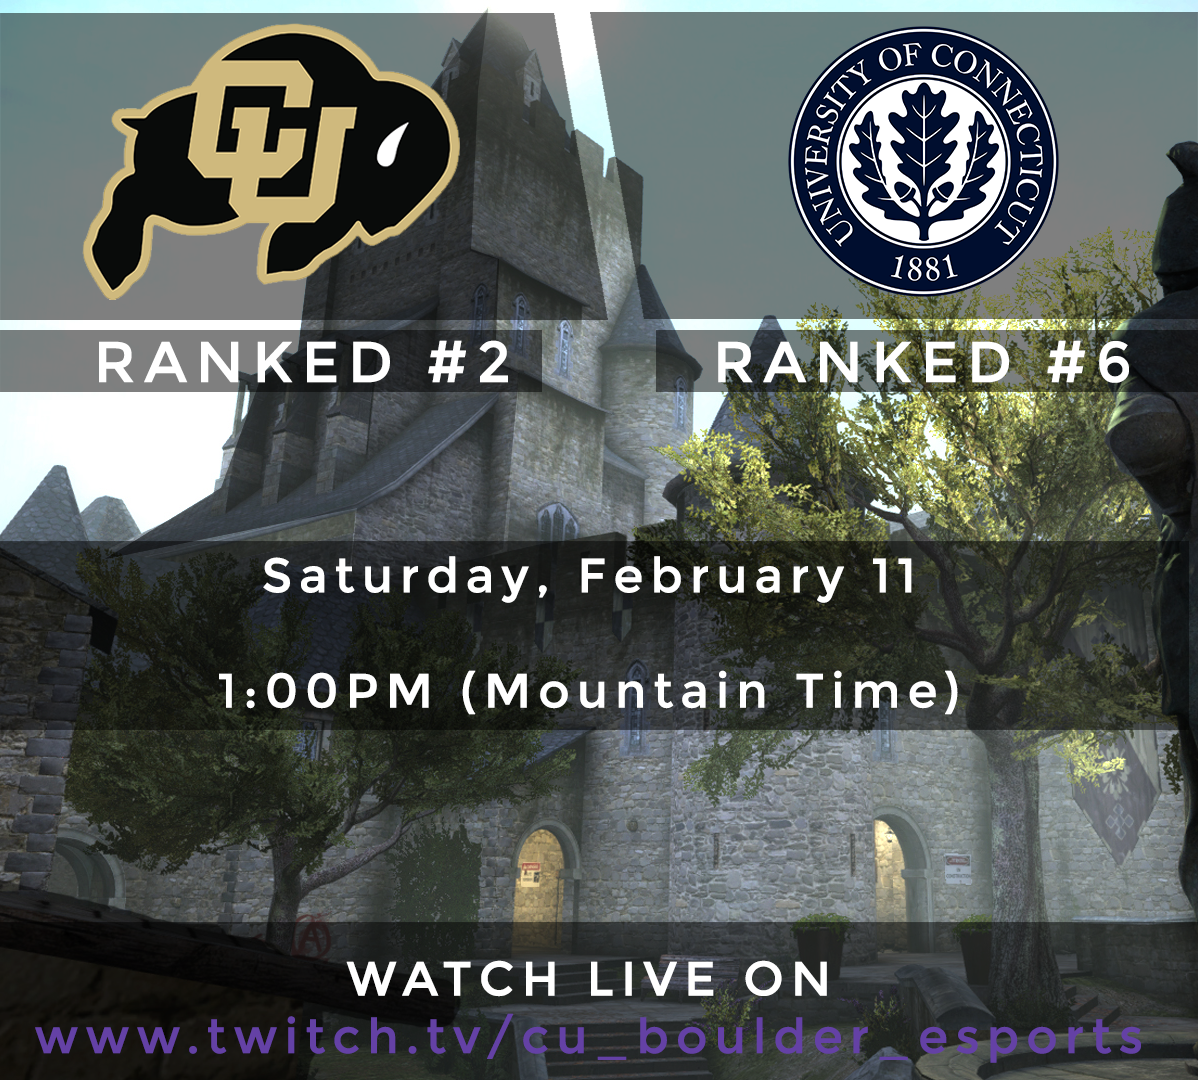 CU
UNIVERSITY OF CONNECTICUT
1881
RANKED #2
RANKED #6
Saturday, February 11
1:00PM (Mountain Time)
WATCH LIVE ON
www.twitch.tv/cu_boulder_esports